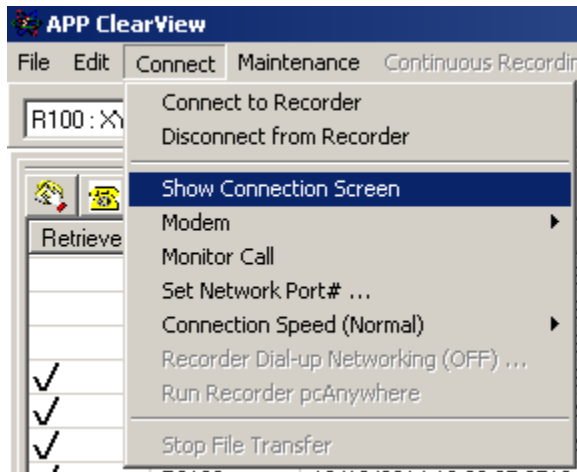 APP ClearView
File Edit Connect Maintenance Continuous
R100 :
Connect to Recorder
Disconnect from Recorder
Show Connection Screen
Modem
Monitor Call
Set Network Port# ...
Connection Speed (Normal)
Recorder Dial-up Networking (OFF) ...
Run Recorder pcAnywhere
Stop File Transfer
Retrieve